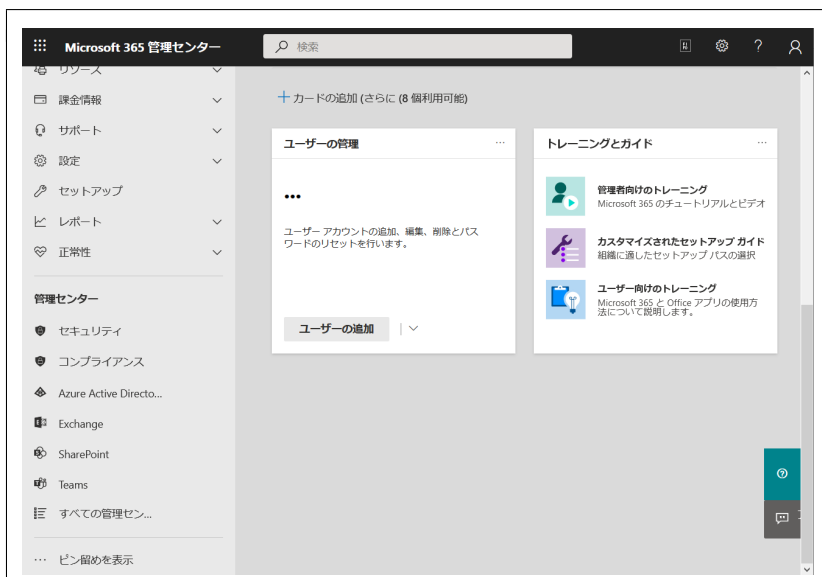 Microsoft 365 管理センター
検索
リソース
課金情報
サポート
設定
セットアップ
レポート
正常性
管理センター
セキュリティ
コンプライアンス
Azure Active Directo...
Exchange
SharePoint
Teams
すべての管理セン...
… ピン留めを表示
＋カードの追加 (さらに (8 個利用可能)
ユーザーの管理
…
ユーザー アカウントの追加、編集、削除とパス
ワードのリセットを行います。
ユーザーの追加
トレーニングとガイド
…
管理者向けのトレーニング
Microsoft 365 のチュートリアルとビデオ
カスタマイズされたセットアップ ガイド
組織に適したセットアップ パスの選択
ユーザー向けのトレーニング
Microsoft 365 と Office アプリの使用方
法について説明します。